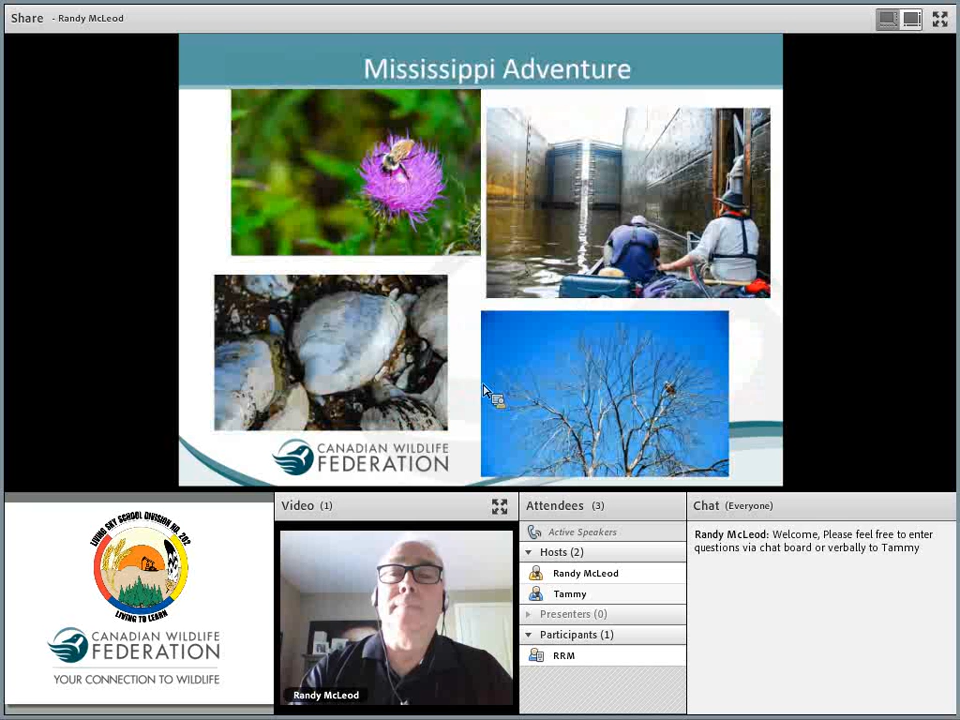 Share - Randy McLeod
Mississippi Adventure
CANADIAN WILDLIFE
FEDERATION
LIVING SKY SCHOOL DIVISION NO. 202
LIVING TO LEARN
CANADIAN WILDLIFE
FEDERATION
YOUR CONNECTION TO WILDLIFE
Video (1)
Randy McLeod
Attendees (3)
Active Speakers
Hosts (2)
Randy McLeod
Tammy
Presenters (0)
Participants (1)
RRM
Chat (Everyone)
Randy McLeod: Welcome, Please feel free to enter
questions via chat board or verbally to Tammy